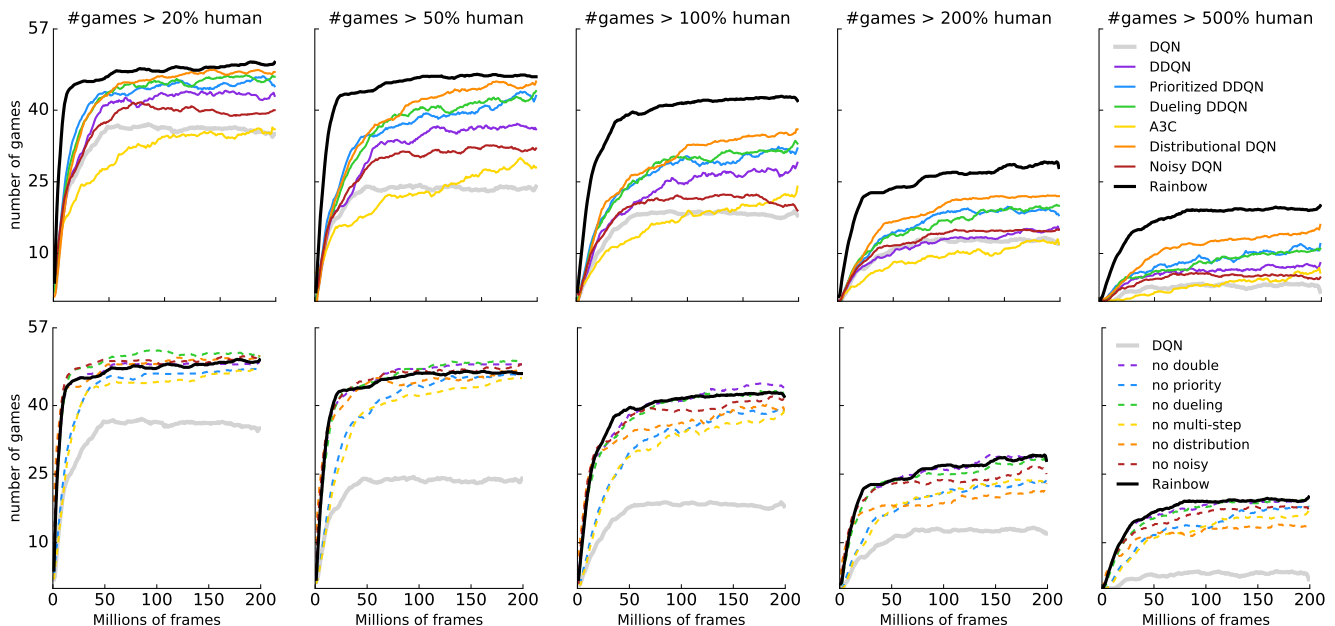 #games > 20% human
#games > 50% human
#games > 100% human
#games > 200% human
#games > 500% human
57
40
25
10
number of games
DQN
DDQN
Prioritized DDQN
Dueling DDQN
A3C
Distributional DQN
Noisy DQN
Rainbow
57
40
25
10
number of games
DQN
no double
no priority
no dueling
no multi-step
no distribution
no noisy
Rainbow
0 50 100 150 200
0 50 100 150 200
0 50 100 150 200
0 50 100 150 200
0 50 100 150 200
Millions of frames
Millions of frames
Millions of frames
Millions of frames
Millions of frames